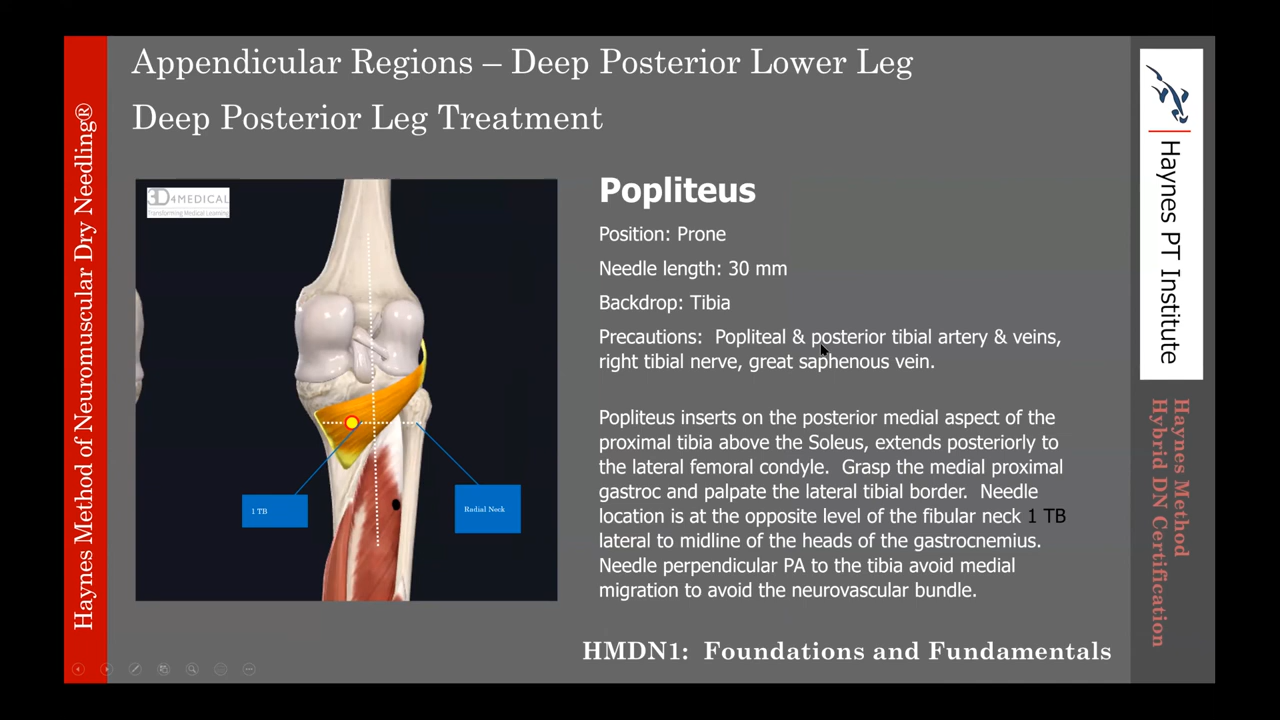 Appendicular Regions – Deep Posterior Lower Leg
Deep Posterior Leg Treatment
Haynes Method of Neuromuscular Dry Needling®
3D4MEDICAL
Transforming Medical Learning
1 TB
Radial Neck
Popliteus
Position: Prone
Needle length: 30 mm
Backdrop: Tibia
Precautions: Popliteal & posterior tibial artery & veins,
right tibial nerve, great saphenous vein.
Popliteus inserts on the posterior medial aspect of the
proximal tibia above the Soleus, extends posteriorly to
the lateral femoral condyle. Grasp the medial proximal
gastroc and palpate the lateral tibial border. Needle
location is at the opposite level of the fibular neck 1 TB
lateral to midline of the heads of the gastrocnemius.
Needle perpendicular PA to the tibia avoid medial
migration to avoid the neurovascular bundle.
HMDN1: Foundations and Fundamentals
Haynes PT Institute
Haynes Method
Hybrid DN Certification